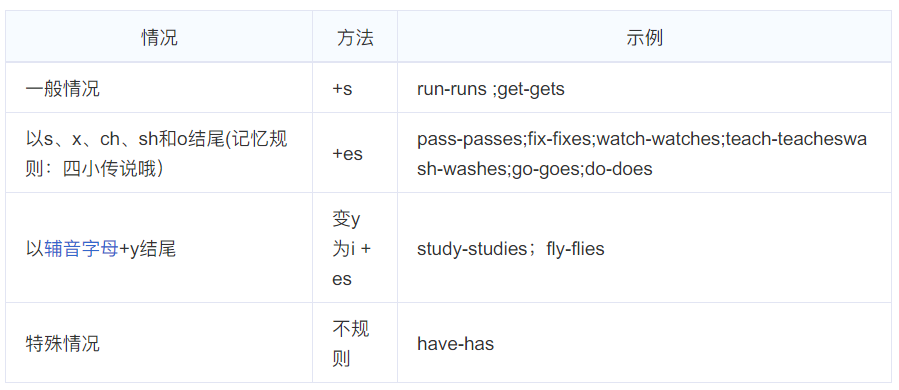 情况 方法 示例
一般情况 +s run-runs ;get-gets
以s、x、ch、sh和o结尾(记忆规
则：四小传说哦）
+es
pass-passes;fix-fixes;watch-watches;teach-teacheswa
sh-washes;go-goes;do-does
以辅音字母+y结尾
变y
为i +
es
study-studies；fly-flies
特殊情况
不规
则
have-has